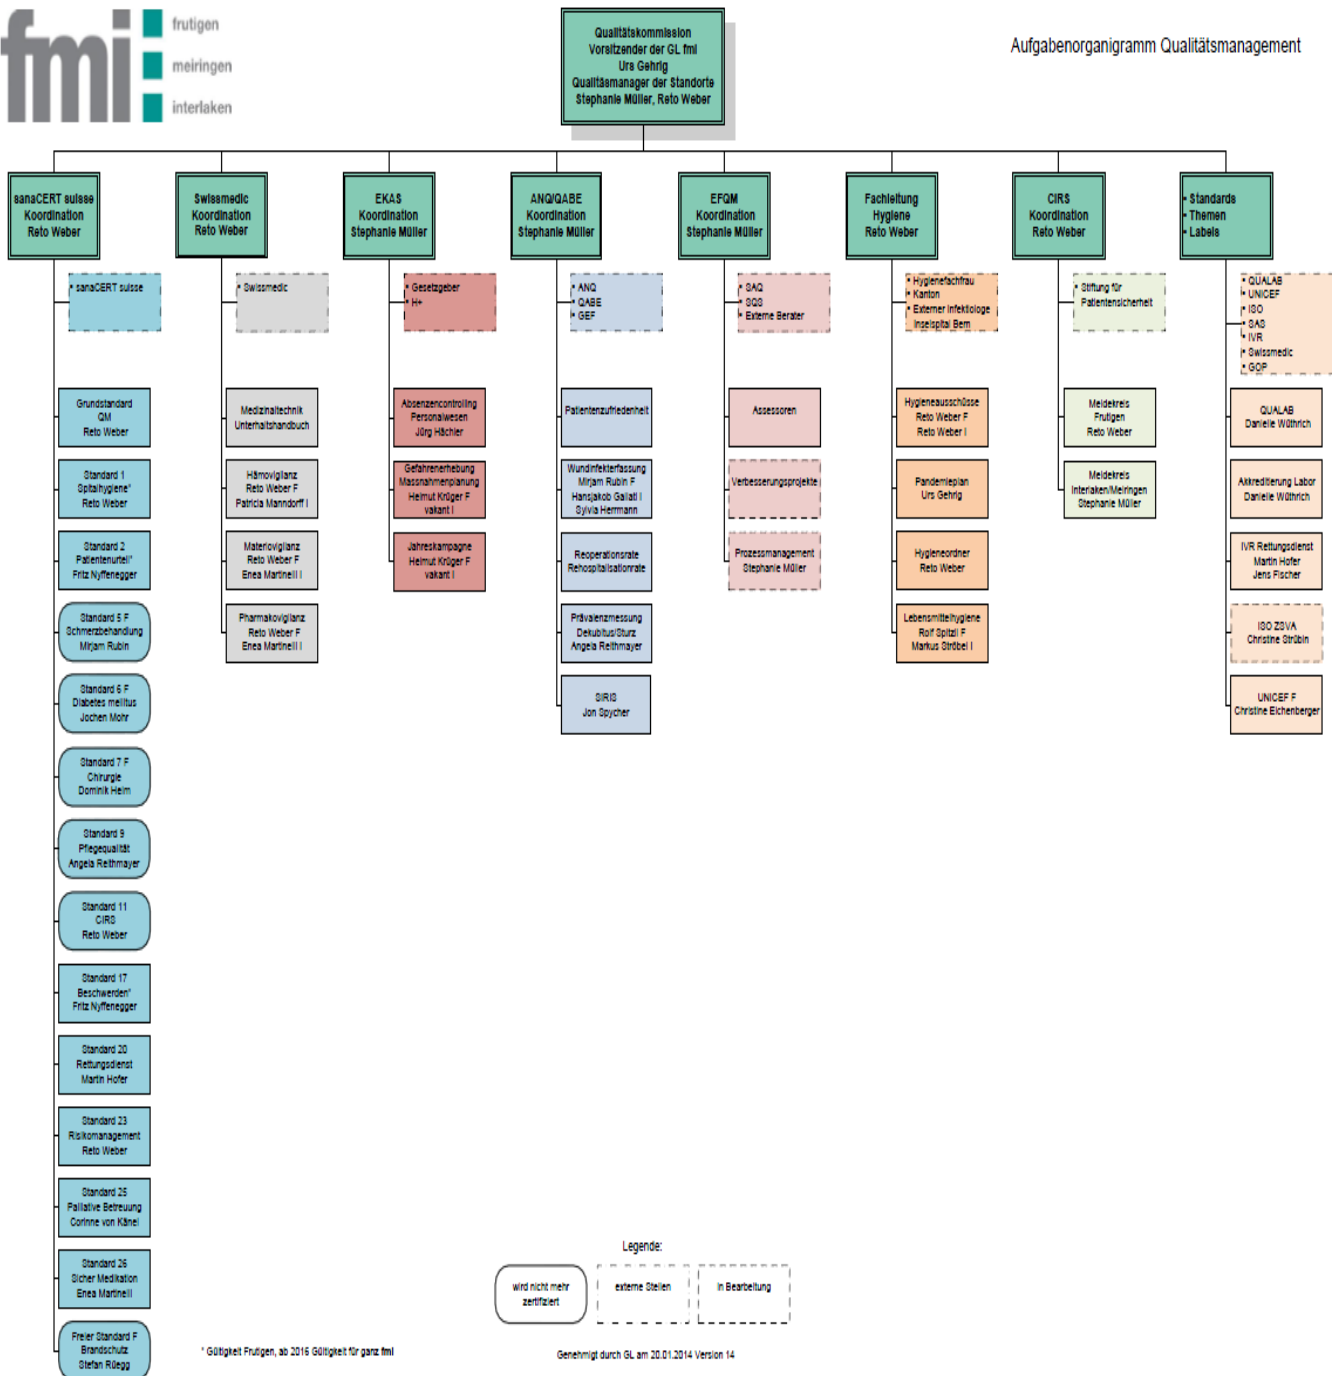 fmi
frutigen
meiringen
interlaken
Qualitätskommission
Vorsitzender der GL fmi
Urs Gehrig
Qualitäsmanager der Standorte
Stephanie Müller, Reto Weber
Aufgabenorganigramm Qualitätsmanagement
sanaCERT suisse
Koordination
Reto Weber
Swissmedic
Koordination
Reto Weber
EKAS
Koordination
Stephanie Müller
ANQ/QABE
Koordination
Stephanie Müller
EFQM
Koordination
Stephanie Müller
Fachleitung
Hygiene
Reto Weber
CIRS
Koordination
Reto Weber
▪ Standards
▪ Themen
▪ Labels
▪ sanaCERT suisse
▪ Swissmedic
▪ Gesetzgeber
▪ H+
▪ ANQ
▪ QABE
▪ GEF
▪ SAQ
▪ SQS
▪ Externe Berater
▪ Hygienefachfrau
▪ Kanton
▪ Externer Infektiologe
Inselspital Bern
▪ Stiftung für
Patientensicherheit
▪ QUALAB
▪ UNICEF
▪ ISO
▪ SAS
▪ IVR
▪ Swissmedic
▪ GOP
Grundstandard
QM
Reto Weber
Standard 1
Spitalhygiene*
Reto Weber
Standard 2
Patientenurteil*
Fritz Nyffenegger
Standard 5 F
Schmerzbehandlung
Mirjam Rubin
Standard 6 F
Diabetes mellitus
Jochen Mohr
Standard 7 F
Chirurgie
Dominik Heim
Standard 9
Pflegequalität
Angela Reithmayer
Standard 11
CIRS
Reto Weber
Standard 17
Beschwerden*
Fritz Nyffenegger
Standard 20
Rettungsdienst
Martin Hofer
Standard 23
Risikomanagement
Reto Weber
Standard 25
Palliative Betreuung
Corinne von Känel
Standard 26
Sicher Medikation
Enea Martinelli
Freier Standard F
Brandschutz
Stefan Rüegg
Medizinaltechnik
Unterhaltshandbuch
Hämovigilanz
Reto Weber F
Patricia Manndorff I
Materiovigilanz
Reto Weber F
Enea Martinelli I
Pharmakovigilanz
Reto Weber F
Enea Martinelli I
Absenzencontrolling
Personalwesen
Jürg Hächler
Gefahrenerhebung
Massnahmenplanung
Helmut Krüger F
vakant I
Jahreskampagne
Helmut Krüger F
vakant I
Patientenzufriedenheit
Wundinfekterfassung
Mirjam Rubin F
Hansjakob Gallati I
Sylvia Herrmann
Reoperationsrate
Rehospitalisationrate
Prävalenzmessung
Dekubitus/Sturz
Angela Reithmayer
SIRIS
Jon Spycher
Assessoren
Verbesserungsprojekte
Prozessmanagement
Stephanie Müller
Hygieneausschüsse
Reto Weber F
Reto Weber I
Pandemieplan
Urs Gehrig
Hygieneordner
Reto Weber
Lebensmittelhygiene
Rolf Spitzli F
Markus Ströbel I
Meldekreis
Frutigen
Reto Weber
Meldekreis
Interlaken/Meiringen
Stephanie Müller
QUALAB
Danielle Wüthrich
Akkreditierung Labor
Danielle Wüthrich
IVR Rettungsdienst
Martin Hofer
Jens Fischer
ISO ZSVA
Christine Strübin
UNICEF F
Christine Eichenberger
Legende:
wird nicht mehr
zertifiziert
externe Stellen
In Bearbeitung
* Gültigkeit Frutigen, ab 2016 Gültigkeit für ganz fmi
Genehmigt durch GL am 20.01.2014 Version 14